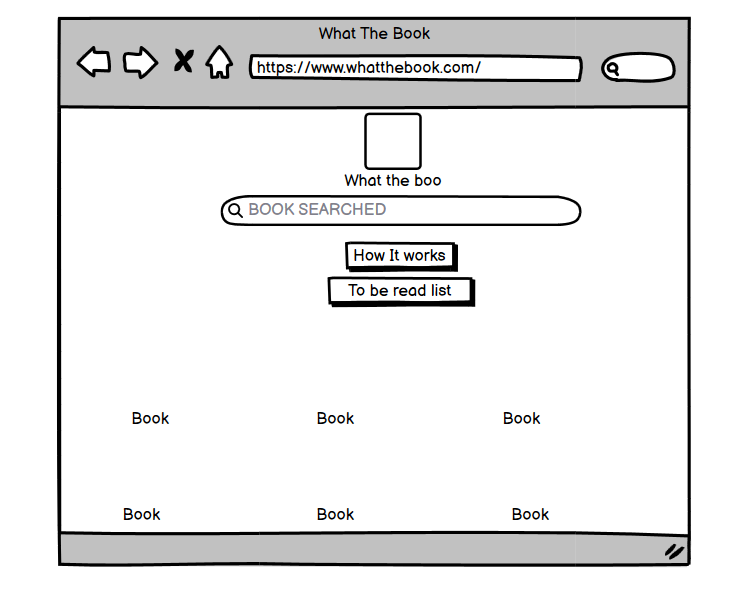 What The Book
https://www.whatthebook.com/
What the boo
BOOK SEARCHED
How It works
To be read list
Book Book Book
Book Book Book